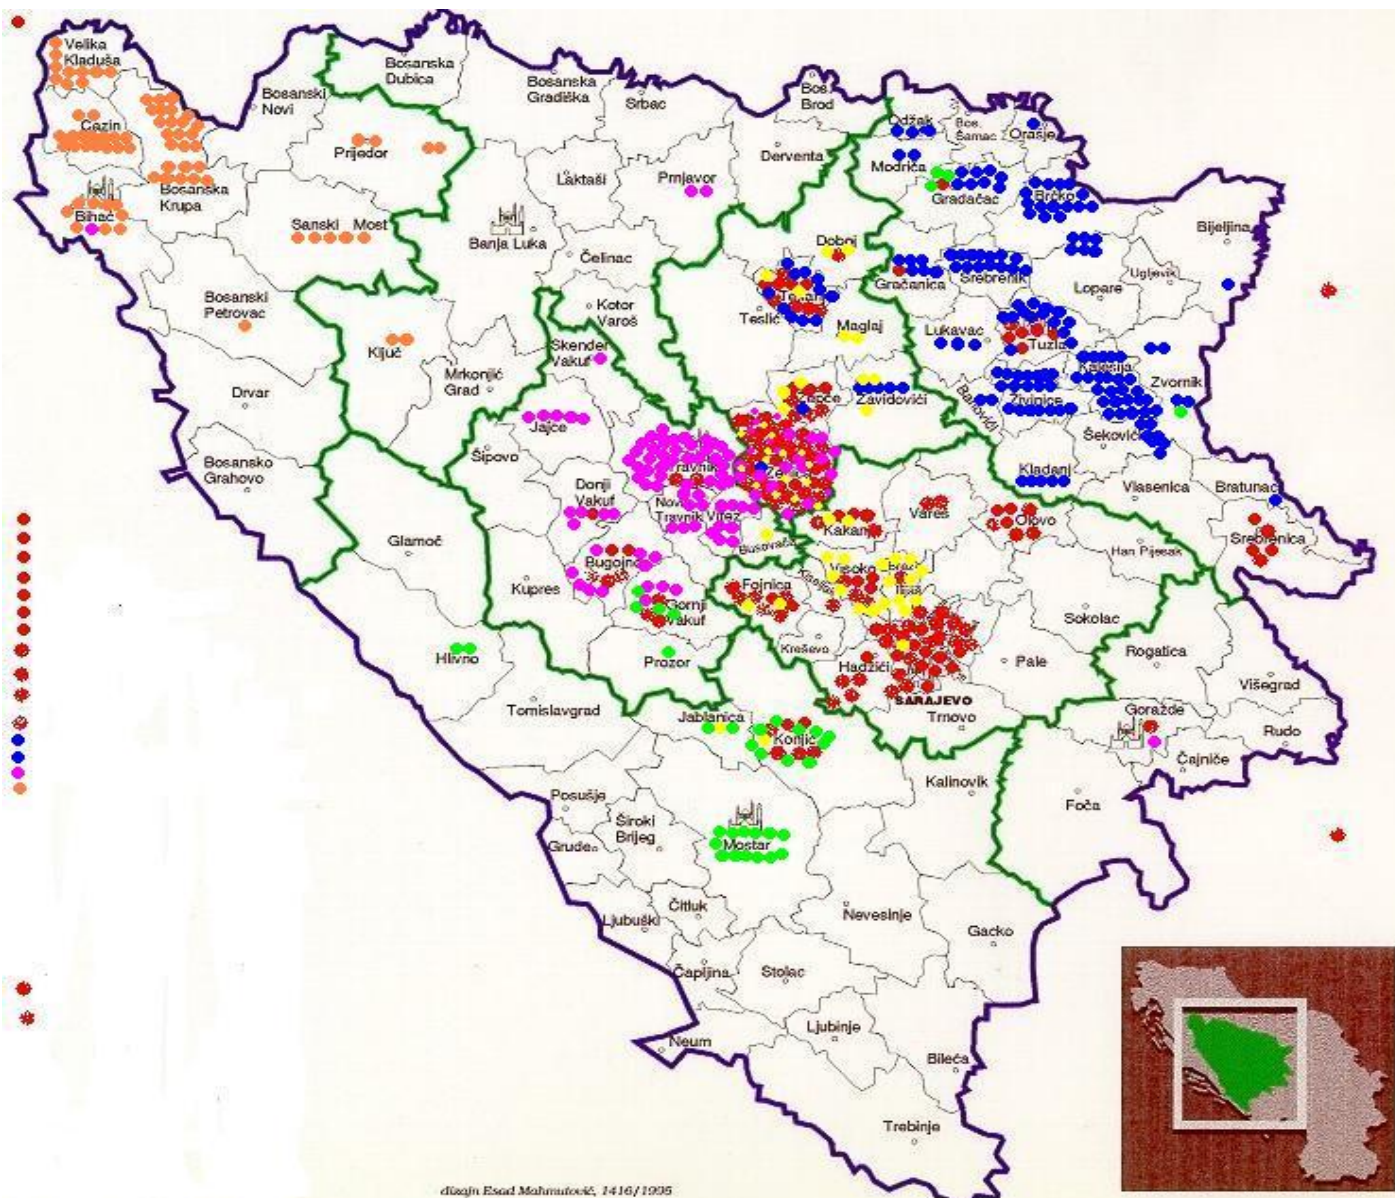 Velika
Kladuša
Cazin
Bihać
Bosanska
Krupa
Bosanski
Novi
Bosanska
Dubica
Prijedor
Sanski Most
Bosanski
Petrovac
Drvar
Bosansko
Grahovo
Ključ
Bosanska
Gradiška
Srbac
Bos.
Brod
Derventa
Laktaši
Prnjavor
Banja Luka
Čelinac
Kotor
Varoš
Skender
Vakuf
Mrkonjić
Grad
Šipovo
Jajce
Glamoč
Kupres
Donji
Vakuf
Bugojno
Gornji
Vakuf
Travnik
Novi
Travnik
Vitez
Busovača
Zenica
Žepče
Zavidovići
Maglaj
Teslić
Tešanj
Doboj
Odžak
Bos.
Šamac
Orašje
Modriča
Gradačac
Brčko
Bijeljina
Gračanica
Srebrenik
Lopare
Ugljevik
Lukavac
Tuzla
Kalesija
Zvornik
Banovići
Živinice
Šekovići
Kladanj
Vlasenica
Bratunac
Srebrenica
Kakanj
Vareš
Olovo
Han Pijesak
Visoko
Ilijaš
Fojnica
Kreševo
Hadžići
SARAJEVO
Trnovo
Pale
Sokolac
Rogatica
Višegrad
Goražde
Rudo
Čajniče
Foča
Kalinovik
Hlivno
Prozor
Tomislavgrad
Jablanica
Konjic
Posušje
Široki
Brijeg
Grude
Mostar
Čitluk
Ljubuški
Nevesinje
Gacko
Čapljina
Stolac
Ljubinje
Neum
Bileća
Trebinje
dizajn Esad Mahmutović, 1416/1995